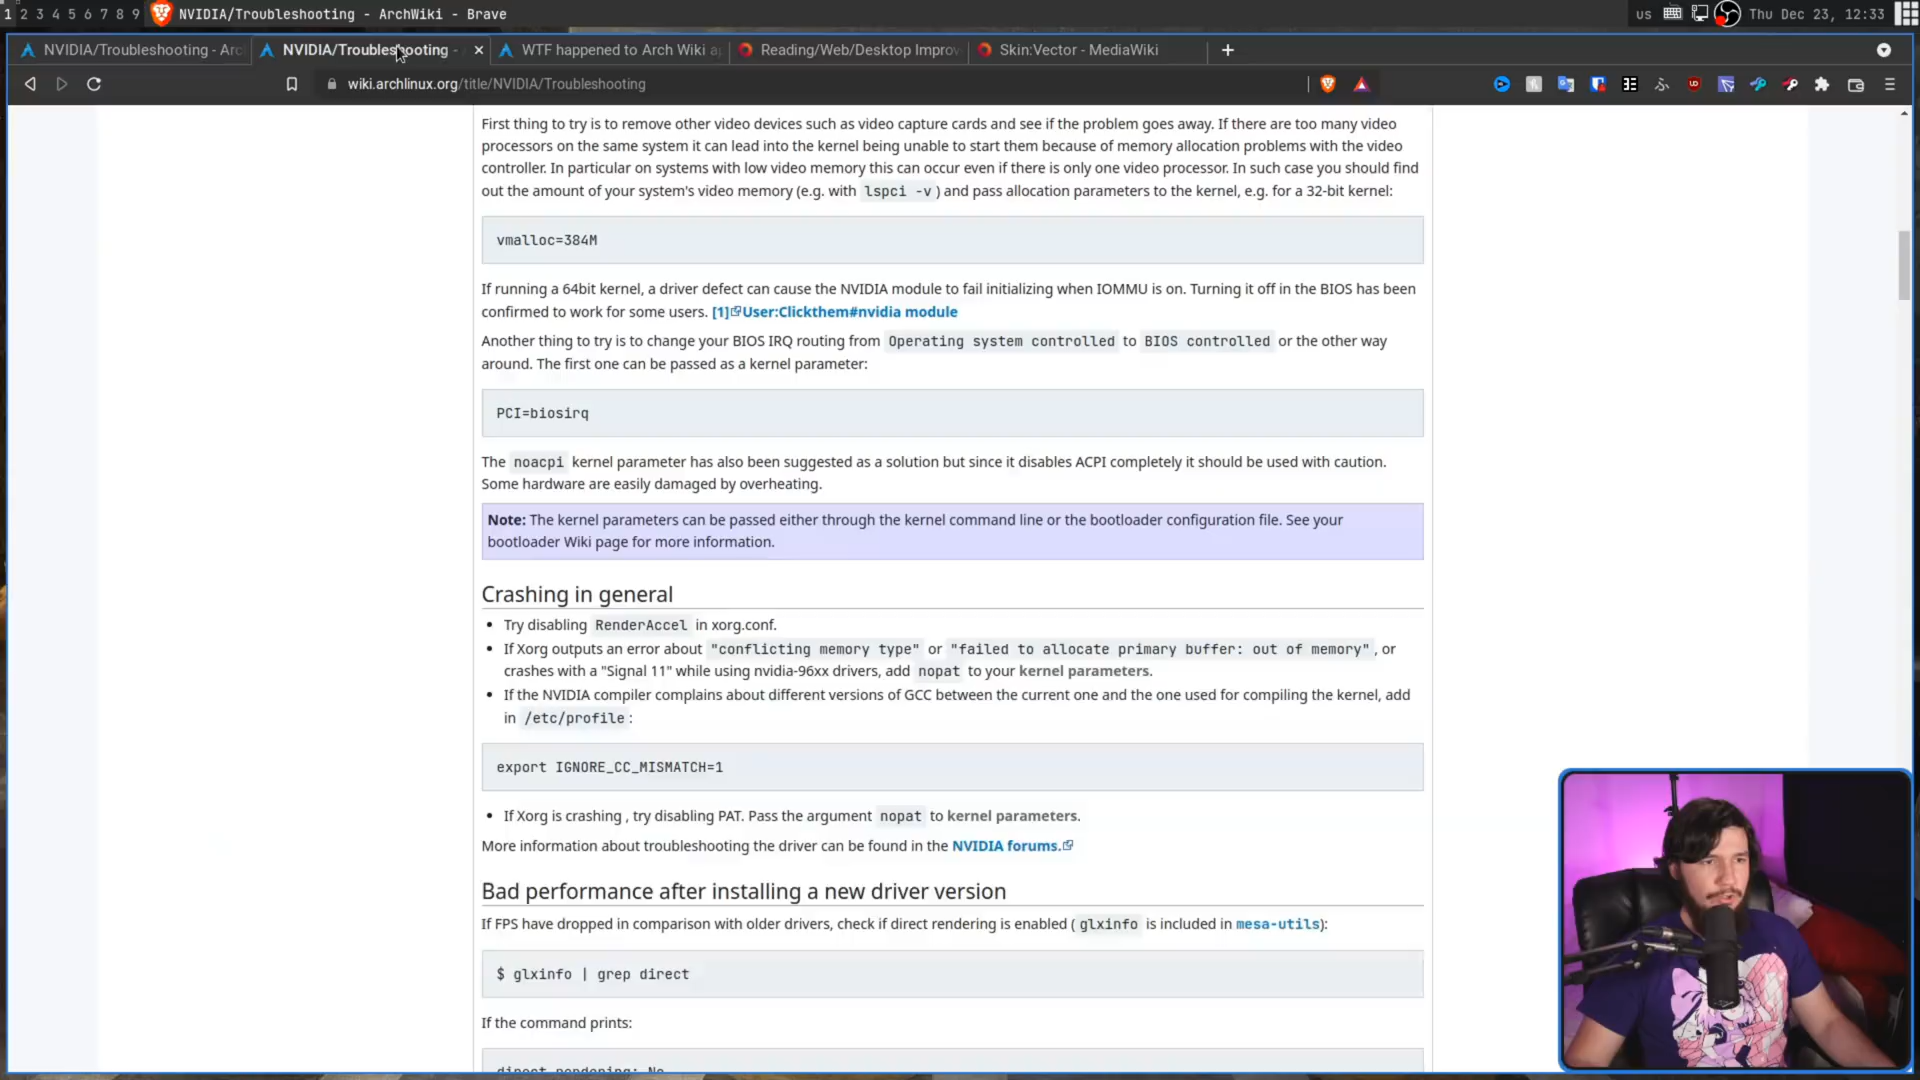 1 2 3 4 5 6 7 8 9 NVIDIA/Troubleshooting - ArchWiki - Brave us Thu Dec 23, 12:33
NVIDIA/Troubleshooting - Arc NVIDIA/Troubleshooting - WTF happened to Arch Wiki a Reading/Web/Desktop Improv Skin:Vector - MediaWiki
wiki.archlinux.org/title/NVIDIA/Troubleshooting
First thing to try is to remove other video devices such as video capture cards and see if the problem goes away. If there are too many video
processors on the same system it can lead into the kernel being unable to start them because of memory allocation problems with the video
controller. In particular on systems with low video memory this can occur even if there is only one video processor. In such case you should find
out the amount of your system's video memory (e.g. with lspci -v ) and pass allocation parameters to the kernel, e.g. for a 32-bit kernel:
vmalloc=384M
If running a 64bit kernel, a driver defect can cause the NVIDIA module to fail initializing when IOMMU is on. Turning it off in the BIOS has been
confirmed to work for some users. [1] User:Clickthem#nvidia module
Another thing to try is to change your BIOS IRQ routing from Operating system controlled to BIOS controlled or the other way
around. The first one can be passed as a kernel parameter:
PCI=biosirq
The noacpi kernel parameter has also been suggested as a solution but since it disables ACPI completely it should be used with caution.
Some hardware are easily damaged by overheating.
Note: The kernel parameters can be passed either through the kernel command line or the bootloader configuration file. See your
bootloader Wiki page for more information.
Crashing in general
• Try disabling RenderAccel in xorg.conf.
• If Xorg outputs an error about "conflicting memory type" or "failed to allocate primary buffer: out of memory" , or
crashes with a "Signal 11" while using nvidia-96xx drivers, add nopat to your kernel parameters.
• If the NVIDIA compiler complains about different versions of GCC between the current one and the one used for compiling the kernel, add
in /etc/profile :
export IGNORE_CC_MISMATCH=1
• If Xorg is crashing , try disabling PAT. Pass the argument nopat to kernel parameters.
More information about troubleshooting the driver can be found in the NVIDIA forums.
Bad performance after installing a new driver version
If FPS have dropped in comparison with older drivers, check if direct rendering is enabled ( glxinfo is included in mesa-utils):
$ glxinfo | grep direct
If the command prints:
direct rendering: No